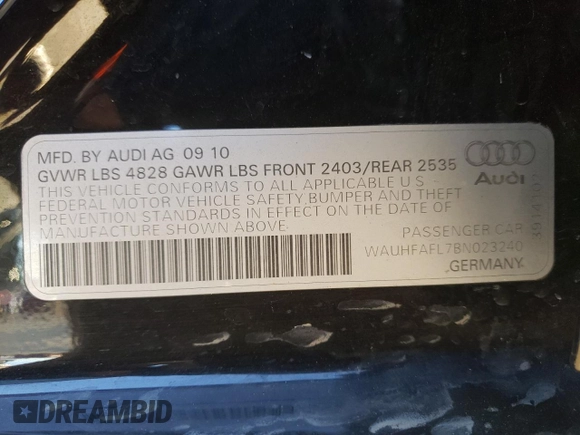 MFD. BY AUDI AG 09 10
GVWR LBS 4828 GAWR LBS FRONT 2403/REAR 2535
THIS VEHICLE CONFORMS TO ALL APPLICABLE U S
FEDERAL MOTOR VEHICLE SAFETY,BUMPER AND THEFT
PREVENTION STANDARDS IN EFFECT ON THE DATE
OF MANUFACTURE SHOWN ABOVE.
Audi
PASSENGER CAR
WAUHFAFL7BN023240
GERMANY
DREAMBID